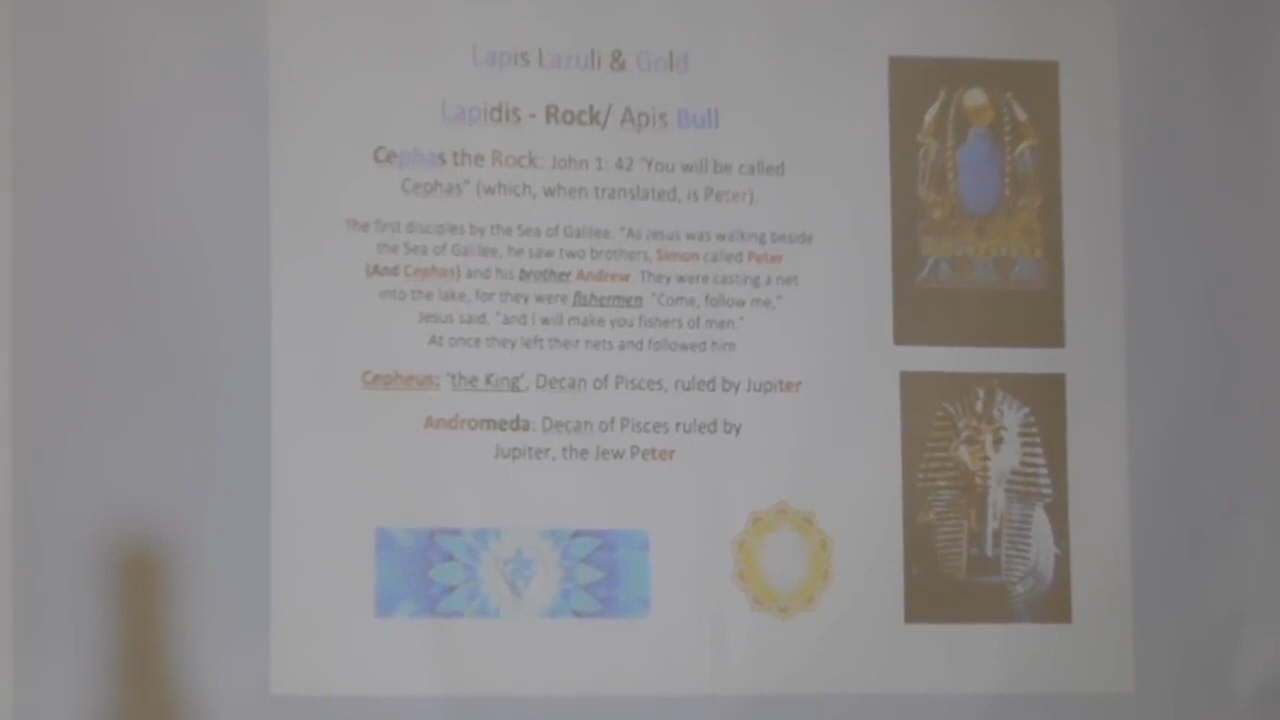 Lapis Lazuli & Gold
Lapidis - Rock/ Apis Bull
Cephas the Rock: John 1: 42 'You will be called
Cephas" (which, when translated, is Peter)
The first disciples by the Sea of Galilee. "As Jesus was walking beside
the Sea of Galilee, he saw two brothers, Simon called Peter
(And Cephas) and his brother Andrew. They were casting a net
into the lake, for they were fishermen. "Come, follow me,"
Jesus said, "and I will make you fishers of men."
At once they left their nets and followed him
Cepheus: 'the King', Decan of Pisces, ruled by Jupiter
Andromeda: Decan of Pisces ruled by
Jupiter, the Jew Peter